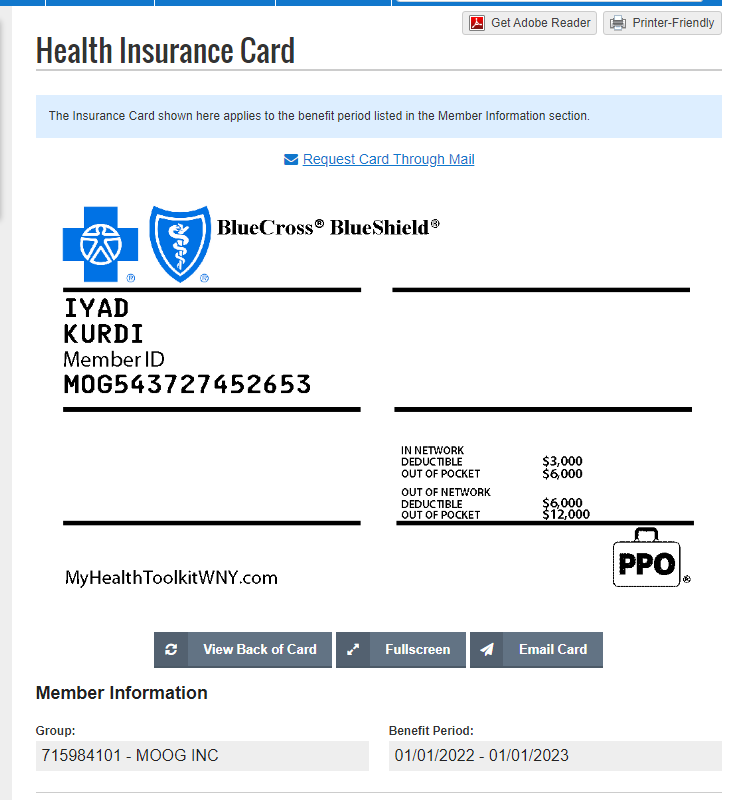 Get Adobe Reader Printer-Friendly
Health Insurance Card
The Insurance Card shown here applies to the benefit period listed in the Member Information section.
Request Card Through Mail
BlueCross® BlueShield®
® ®
IYAD
KURDI
Member ID
MOG543727452653
IN NETWORK
DEDUCTIBLE $3,000
OUT OF POCKET $6,000
OUT OF NETWORK
DEDUCTIBLE $6,000
OUT OF POCKET $12,000
PPO®
MyHealthToolkitWNY.com
View Back of Card Fullscreen Email Card
Member Information
Group: Benefit Period:
715984101 - MOOG INC 01/01/2022 - 01/01/2023